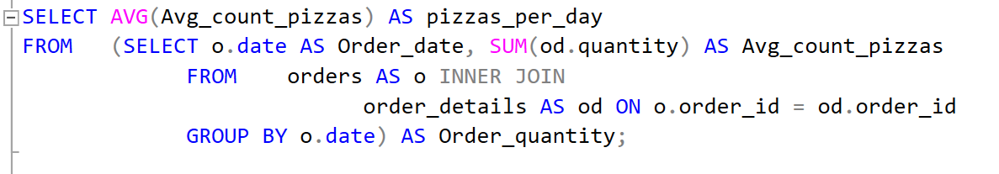 SELECT AVG(Avg_count_pizzas) AS pizzas_per_day
FROM (SELECT o.date AS Order_date, SUM(od.quantity) AS Avg_count_pizzas
FROM orders AS o INNER JOIN
order_details AS od ON o.order_id = od.order_id
GROUP BY o.date) AS Order_quantity;